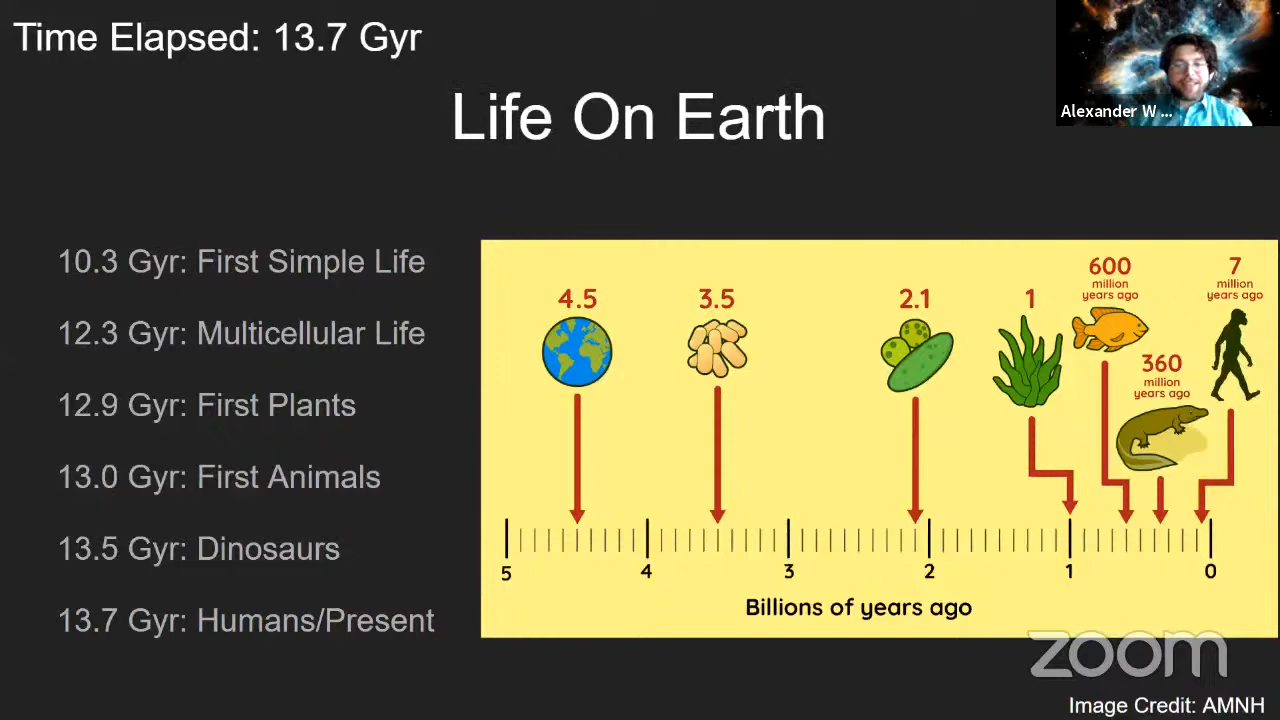 Time Elapsed: 13.7 Gyr
Alexander W ...
Life On Earth
10.3 Gyr: First Simple Life
12.3 Gyr: Multicellular Life
12.9 Gyr: First Plants
13.0 Gyr: First Animals
13.5 Gyr: Dinosaurs
13.7 Gyr: Humans/Present
4.5
3.5
2.1
1
600
million
years ago
360
million
years ago
7
million
years ago
5 4 3 2 1 0
Billions of years ago
zoom
Image Credit: AMNH